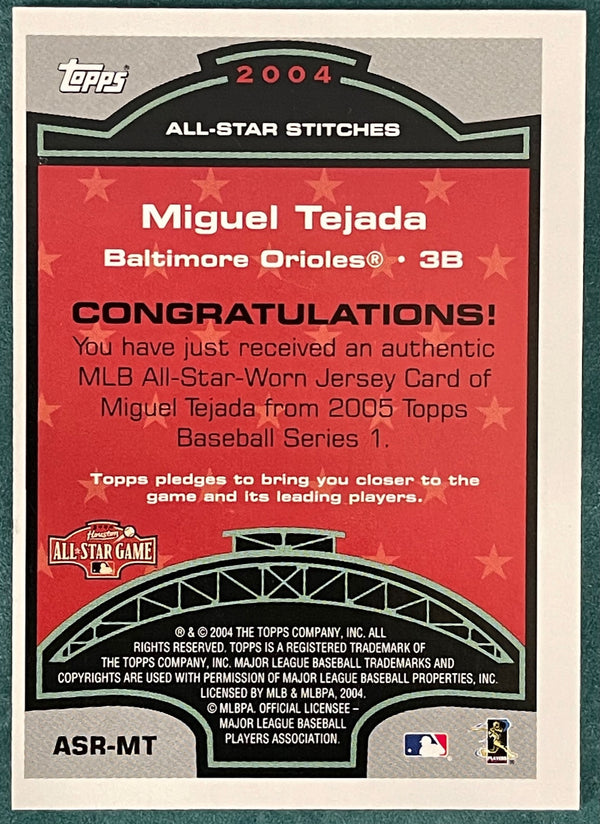 topps®
2004
ALL-STAR STITCHES
Miguel Tejada
Baltimore Orioles® • 3B
CONGRATULATIONS!
You have just received an authentic
MLB All-Star-Worn Jersey Card of
Miguel Tejada from 2005 Topps
Baseball Series 1.
Topps pledges to bring you closer to the
game and its leading players.
Houston
ALL★STAR GAME
® & © 2004 THE TOPPS COMPANY, INC. ALL
RIGHTS RESERVED. TOPPS IS A REGISTERED TRADEMARK OF
THE TOPPS COMPANY, INC. MAJOR LEAGUE BASEBALL TRADEMARKS AND
COPYRIGHTS ARE USED WITH PERMISSION OF MAJOR LEAGUE BASEBALL PROPERTIES, INC.
LICENSED BY MLB & MLBPA, 2004.
© MLBPA. OFFICIAL LICENSEE –
MAJOR LEAGUE BASEBALL
PLAYERS ASSOCIATION.
ASR-MT
PLAYERS